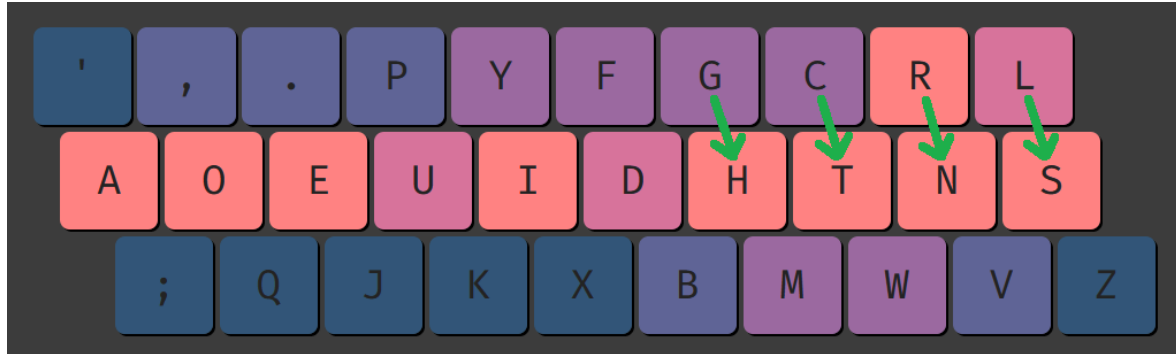 ' , . P Y F G C R L
A O E U I D H T N S
; Q J K X B M W V Z